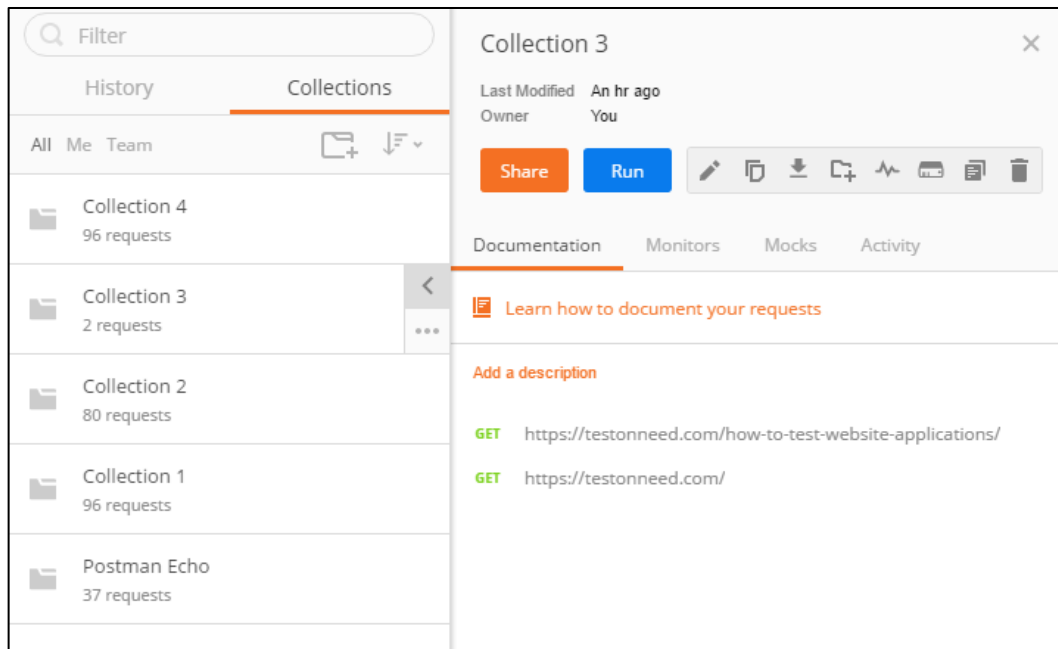 Filter
History Collections
All Me Team
Collection 4
96 requests
Collection 3
2 requests
Collection 2
80 requests
Collection 1
96 requests
Postman Echo
37 requests
Collection 3
Last Modified An hr ago
Owner You
Share Run
Documentation Monitors Mocks Activity
Learn how to document your requests
Add a description
GET https://testonneed.com/how-to-test-website-applications/
GET https://testonneed.com/